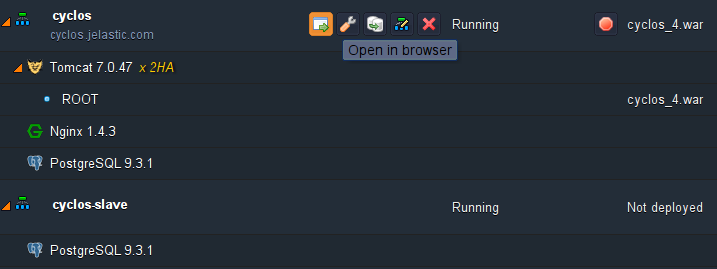 cyclos Running cyclos_4.war
cyclos.jelastic.com
Open in browser
Tomcat 7.0.47 x 2HA
ROOT cyclos_4.war
Nginx 1.4.3
PostgreSQL 9.3.1
cyclos-slave Running Not deployed
PostgreSQL 9.3.1